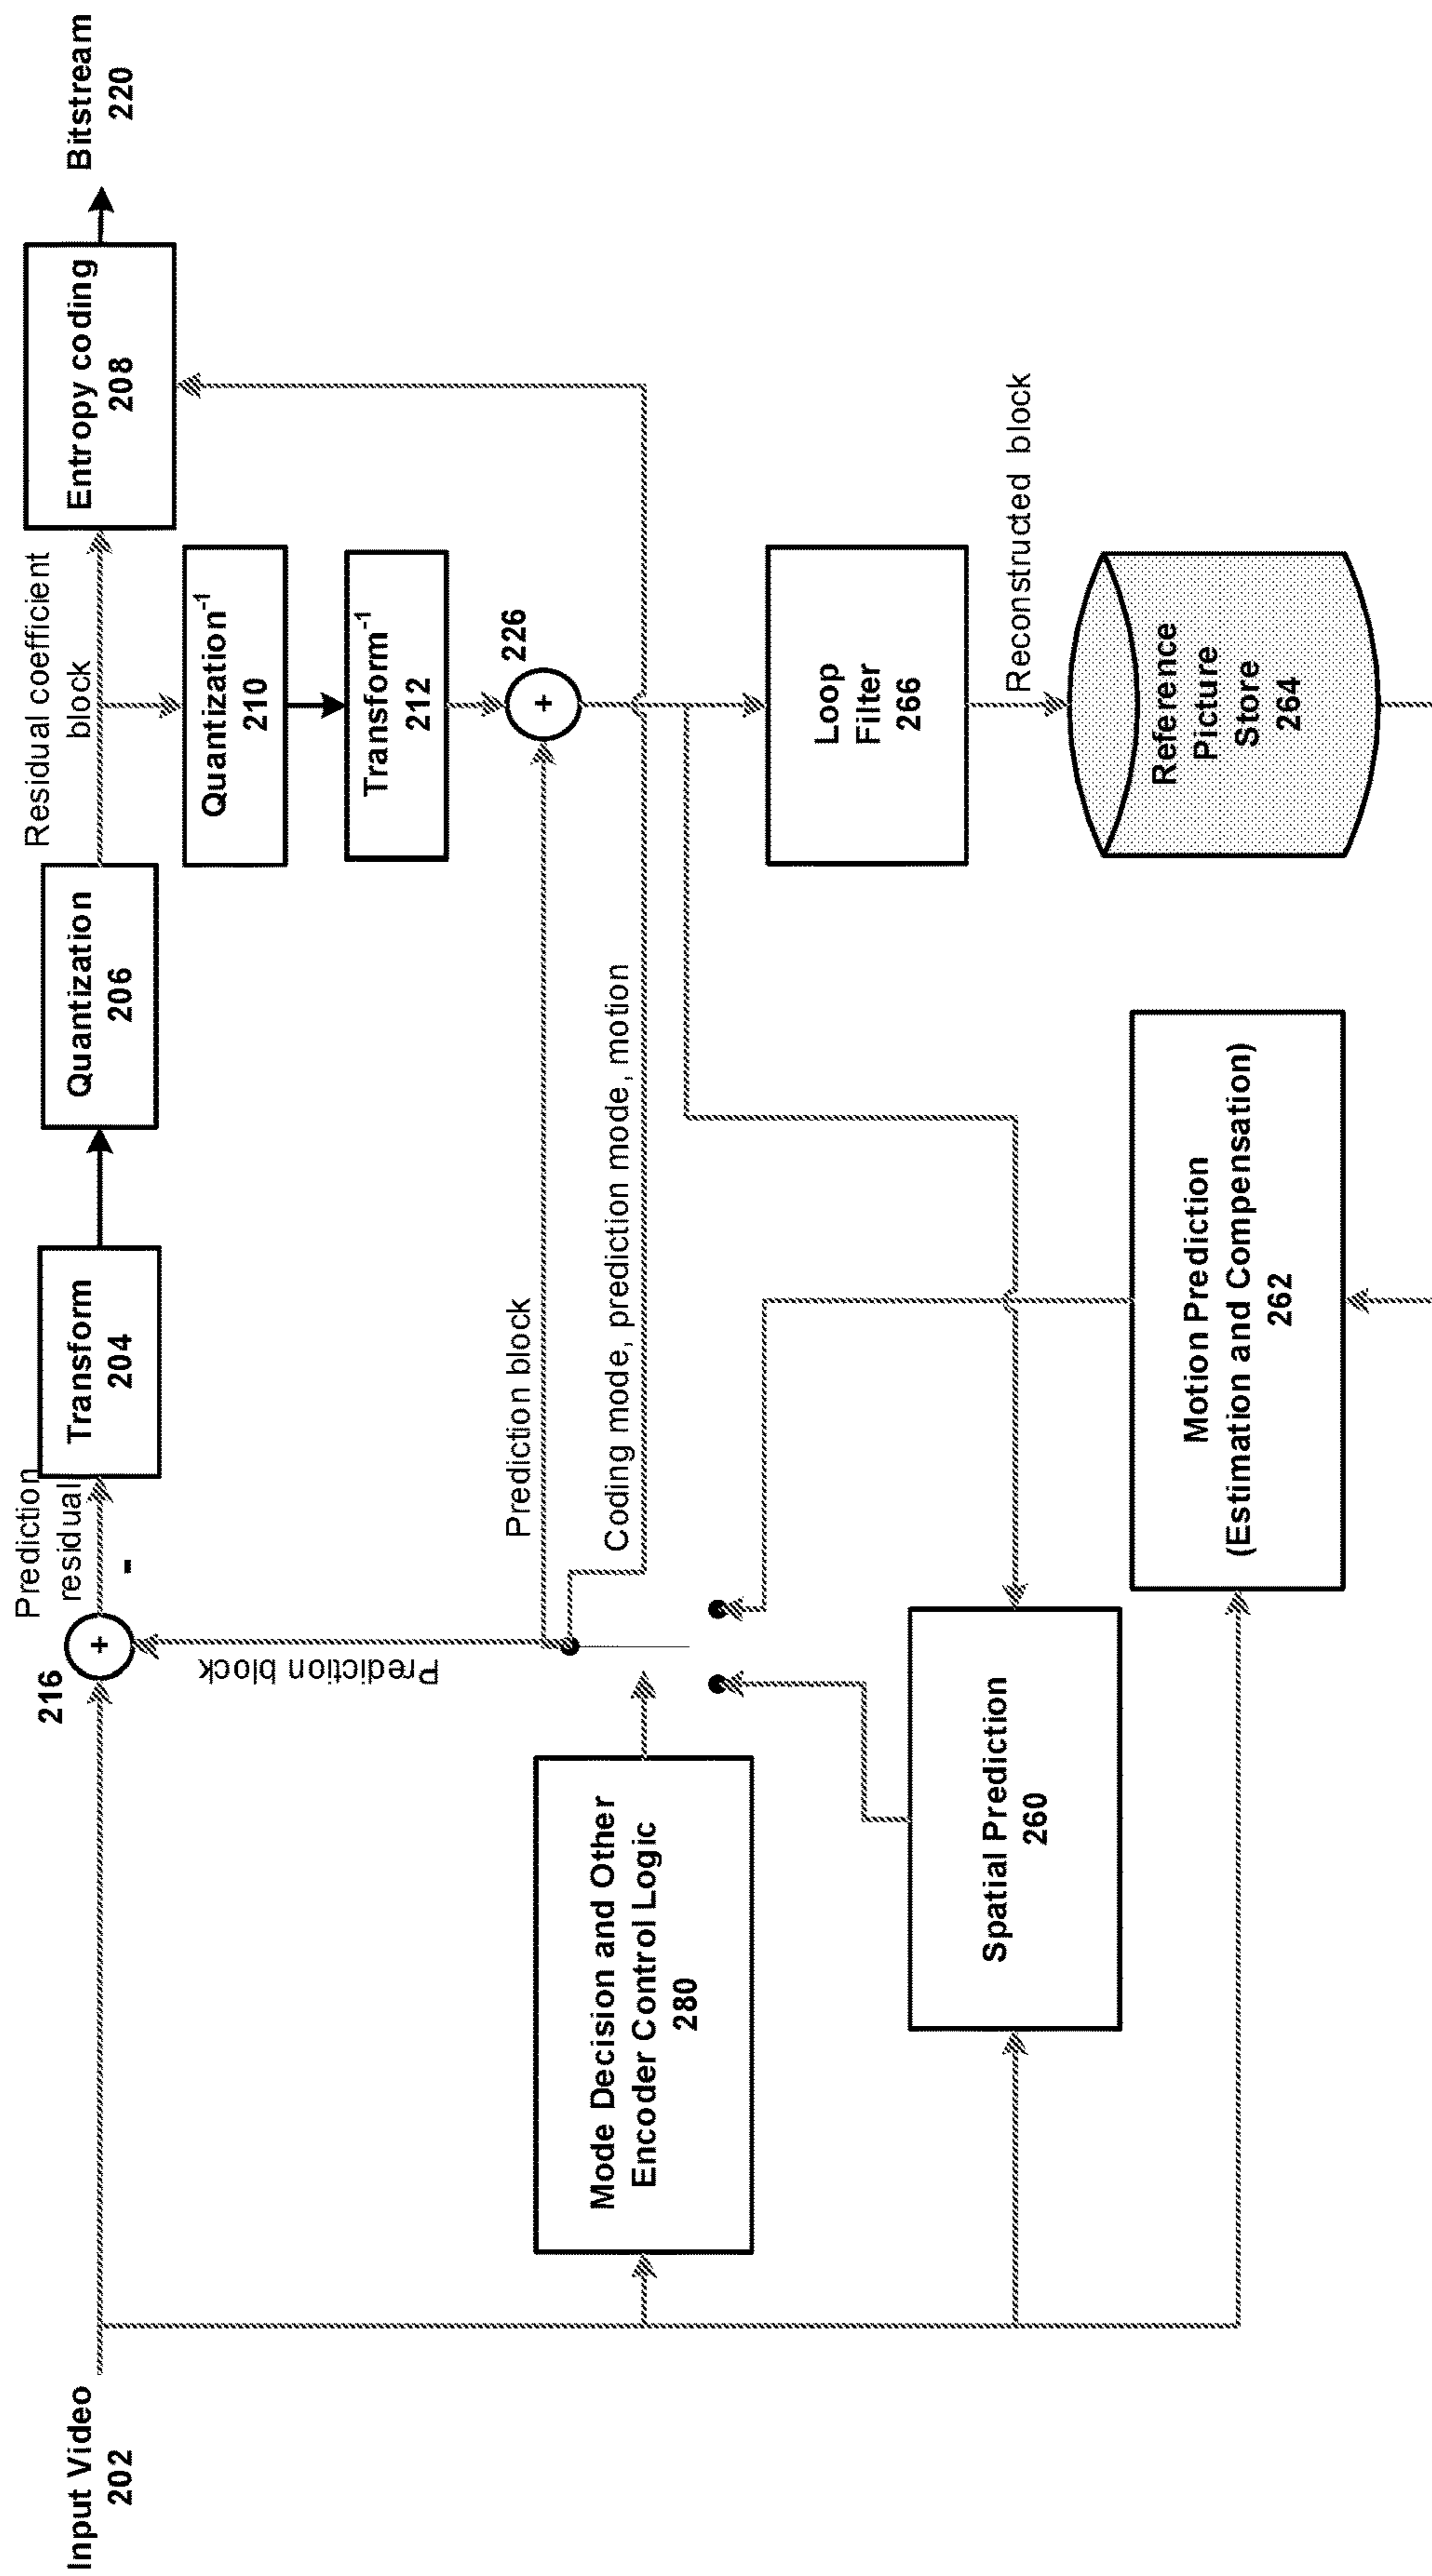 Input Video
202
216
Prediction
residual
-
+
Transform
204
Quantization
206
Residual coefficient
block
Entropy coding
208
Bitstream
220
Prediction block
Quantization-1
210
Transform-1
212
226
+
Prediction block
Coding mode, prediction mode, motion
Mode Decision and Other
Encoder Control Logic
280
Loop
Filter
266
Spatial Prediction
260
Reconstructed block
Motion Prediction
(Estimation and Compensation)
262
Reference
Picture
Store
264